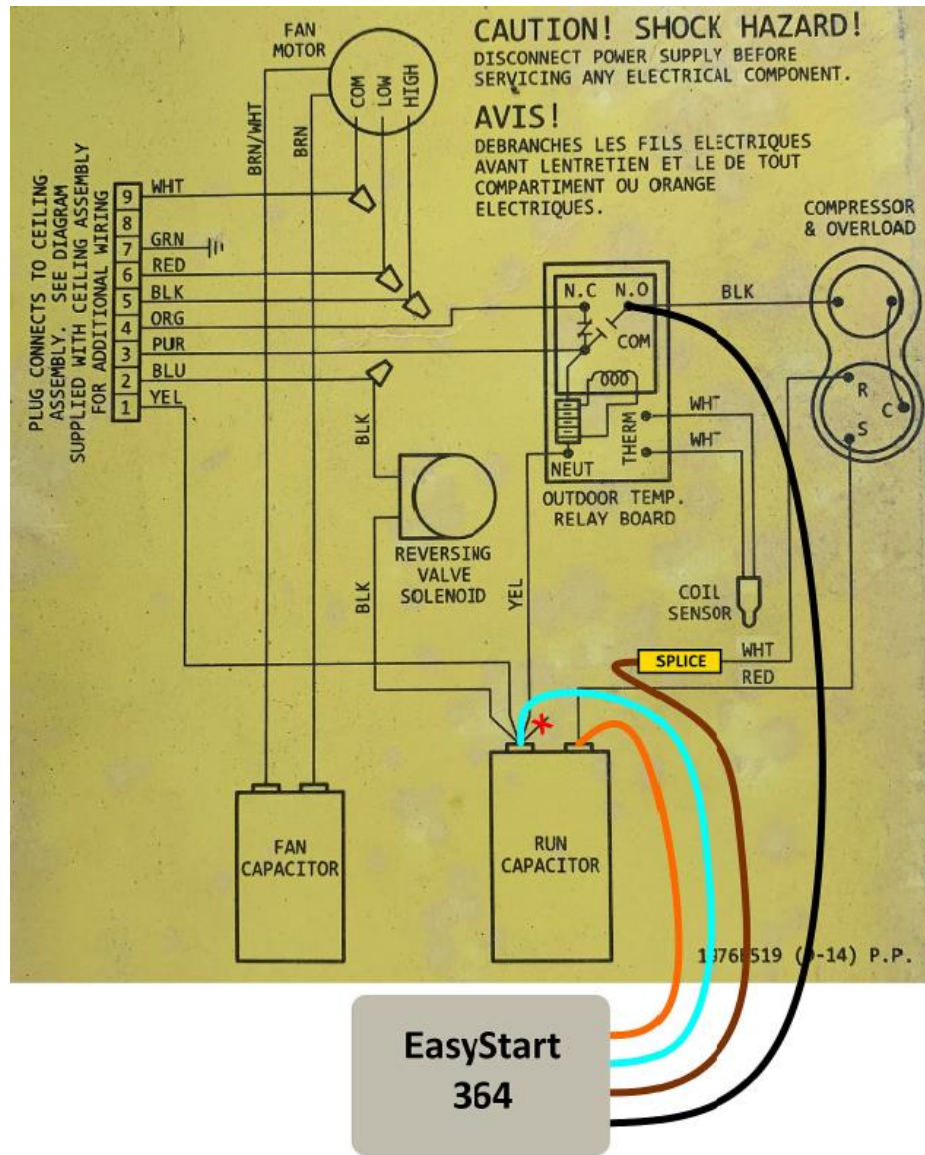 FAN
MOTOR
COM
LOW
HIGH
CAUTION! SHOCK HAZARD!
DISCONNECT POWER SUPPLY BEFORE
SERVICING ANY ELECTRICAL COMPONENT.
AVIS!
DEBRANCHES LES FILS ELECTRIQUES
AVANT LENTRETIEN ET LE DE TOUT
COMPARTIMENT OU ORANGE
ELECTRIQUES.
BRN/WHT
BRN
PLUG CONNECTS TO CEILING
ASSEMBLY. SEE DIAGRAM
SUPPLIED WITH CEILING ASSEMBLY
FOR ADDITIONAL WIRING
9 WHT
8
7 GRN
6 RED
5 BLK
4 ORG
3 PUR
2 BLU
1 YEL
COMPRESSOR
& OVERLOAD
N.C N.O
COM
BLK
R
C
S
THERM
WHT
WHT
NEUT
OUTDOOR TEMP.
RELAY BOARD
BLK
REVERSING
VALVE
SOLENOID
BLK
YEL
COIL
SENSOR
SPLICE
WHT
RED
FAN
CAPACITOR
RUN
CAPACITOR
(9-14) P.P.
EasyStart
364